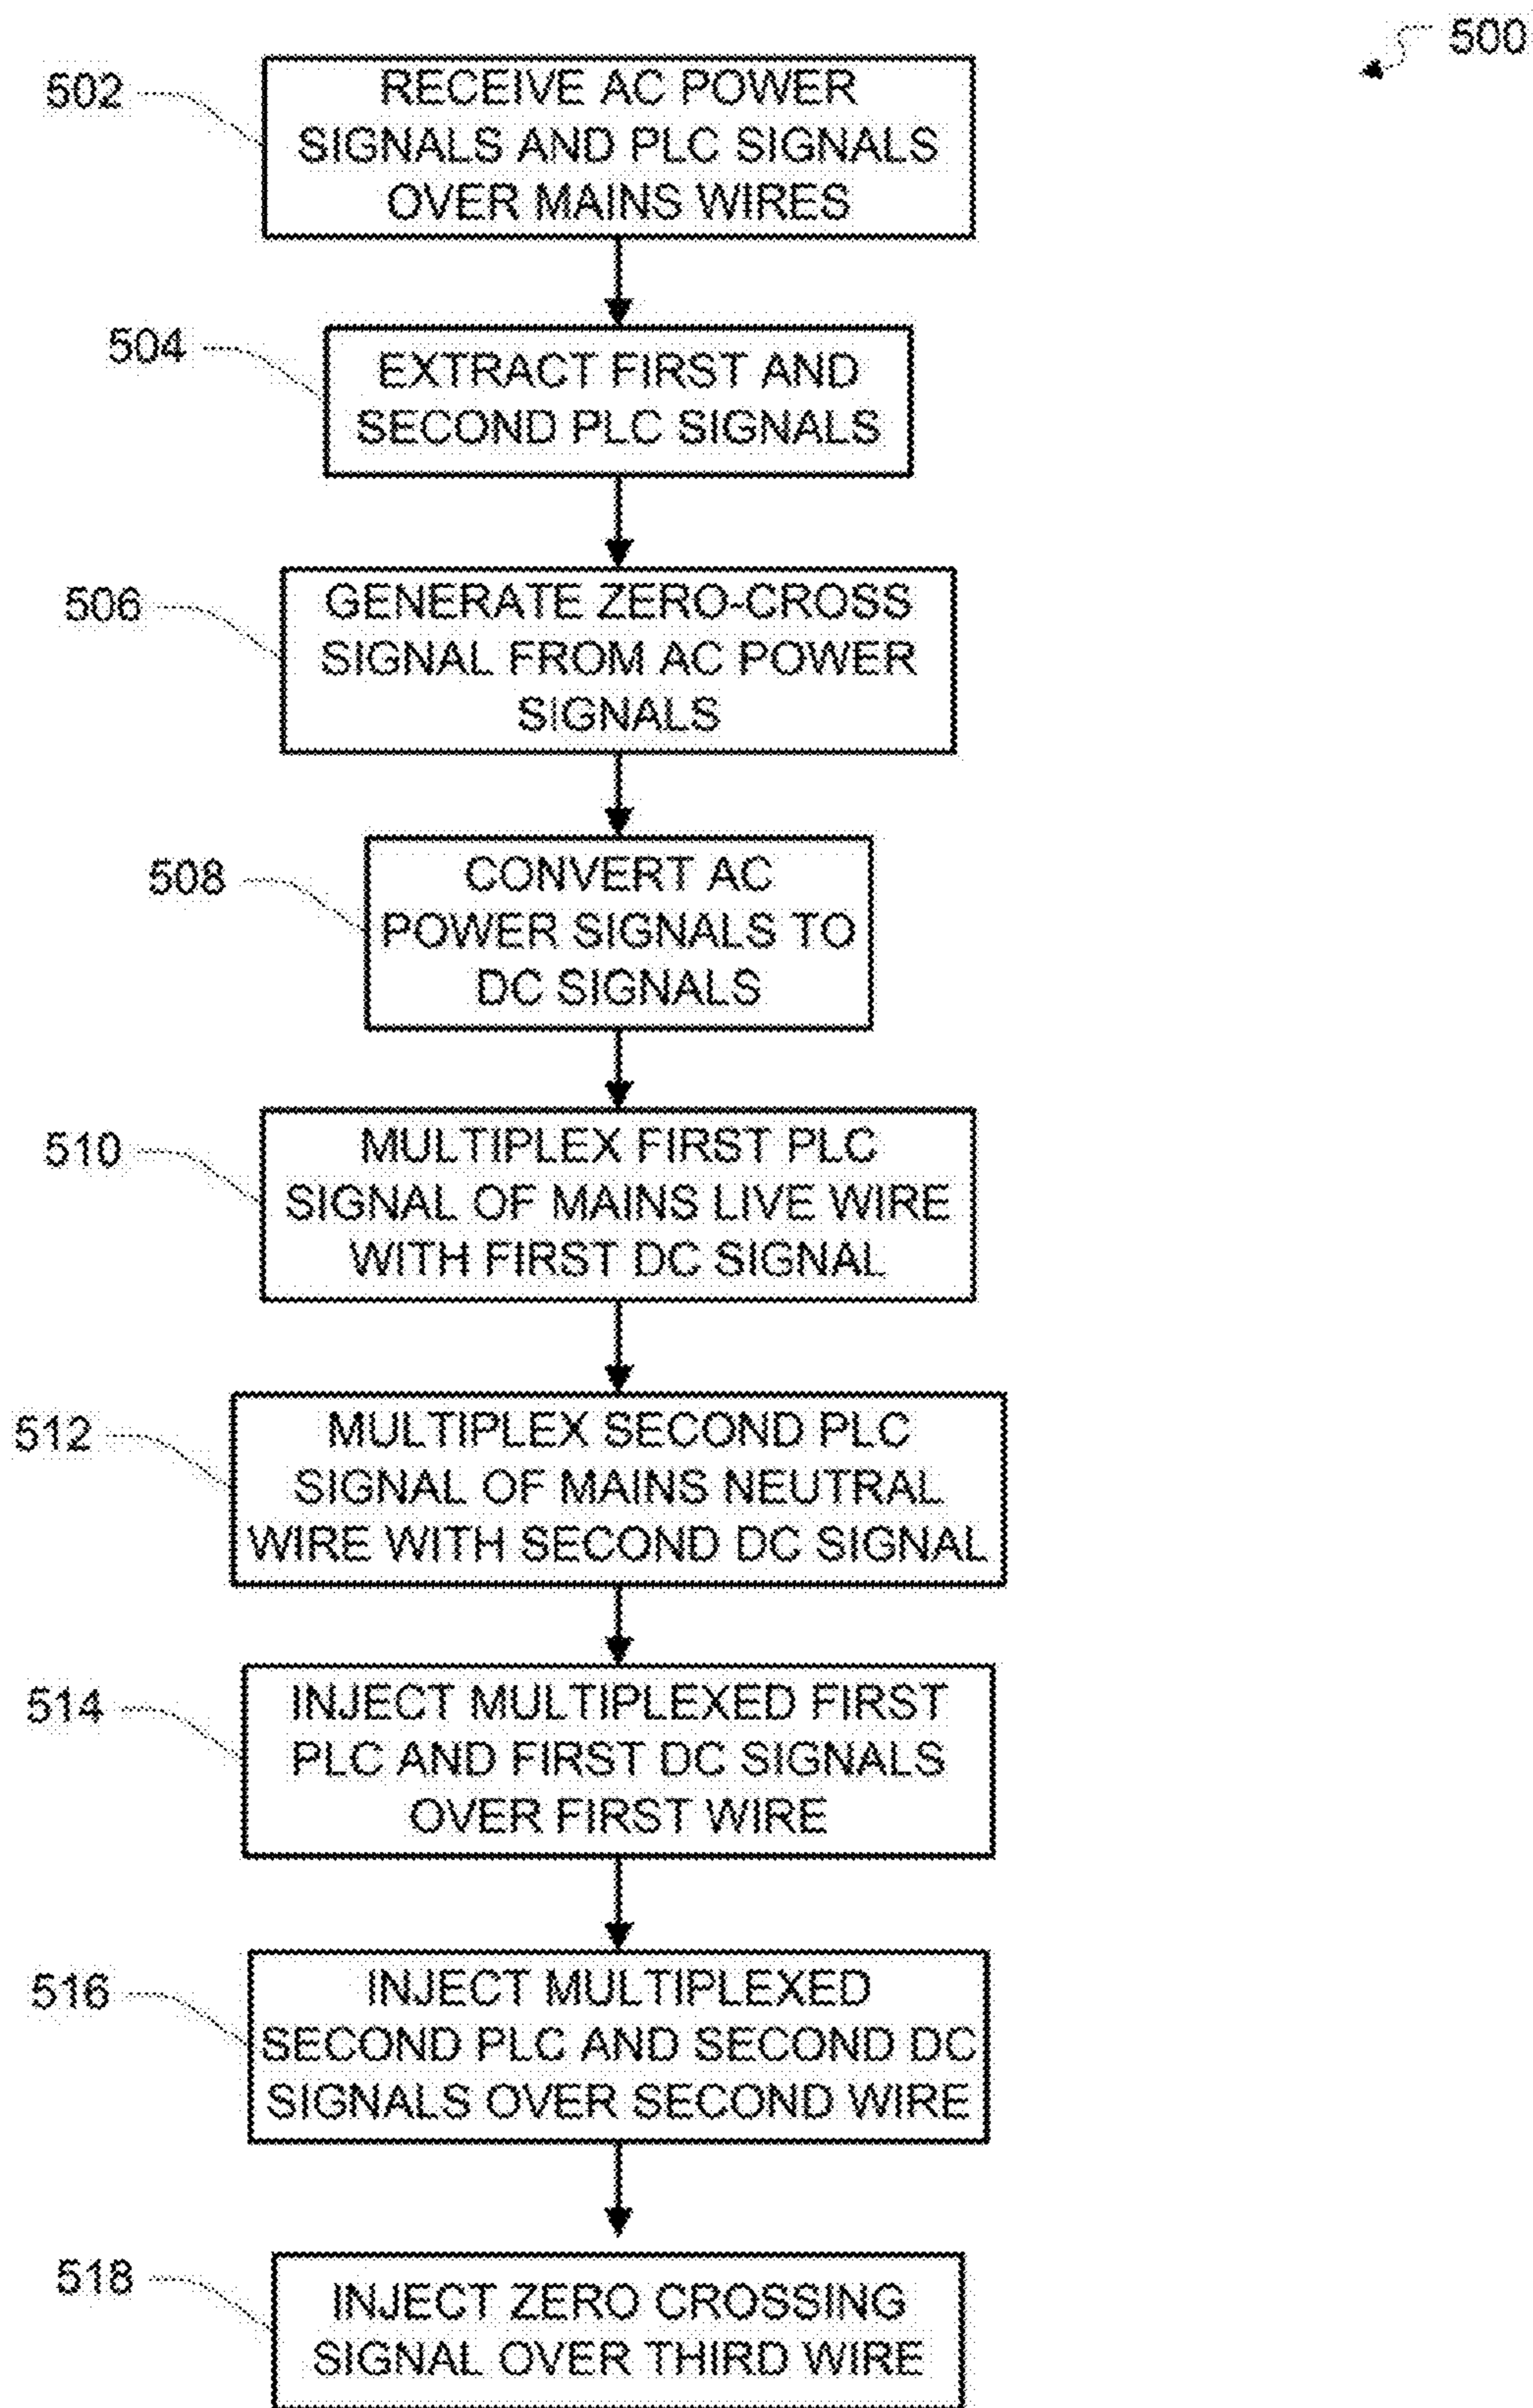 500
502
RECEIVE AC POWER
SIGNALS AND PLC SIGNALS
OVER MAINS WIRES
504
EXTRACT FIRST AND
SECOND PLC SIGNALS
506
GENERATE ZERO-CROSS
SIGNAL FROM AC POWER
SIGNALS
508
CONVERT AC
POWER SIGNALS TO
DC SIGNALS
510
MULTIPLEX FIRST PLC
SIGNAL OF MAINS LIVE WIRE
WITH FIRST DC SIGNAL
512
MULTIPLEX SECOND PLC
SIGNAL OF MAINS NEUTRAL
WIRE WITH SECOND DC SIGNAL
514
INJECT MULTIPLEXED FIRST
PLC AND FIRST DC SIGNALS
OVER FIRST WIRE
516
INJECT MULTIPLEXED
SECOND PLC AND SECOND DC
SIGNALS OVER SECOND WIRE
518
INJECT ZERO CROSSING
SIGNAL OVER THIRD WIRE